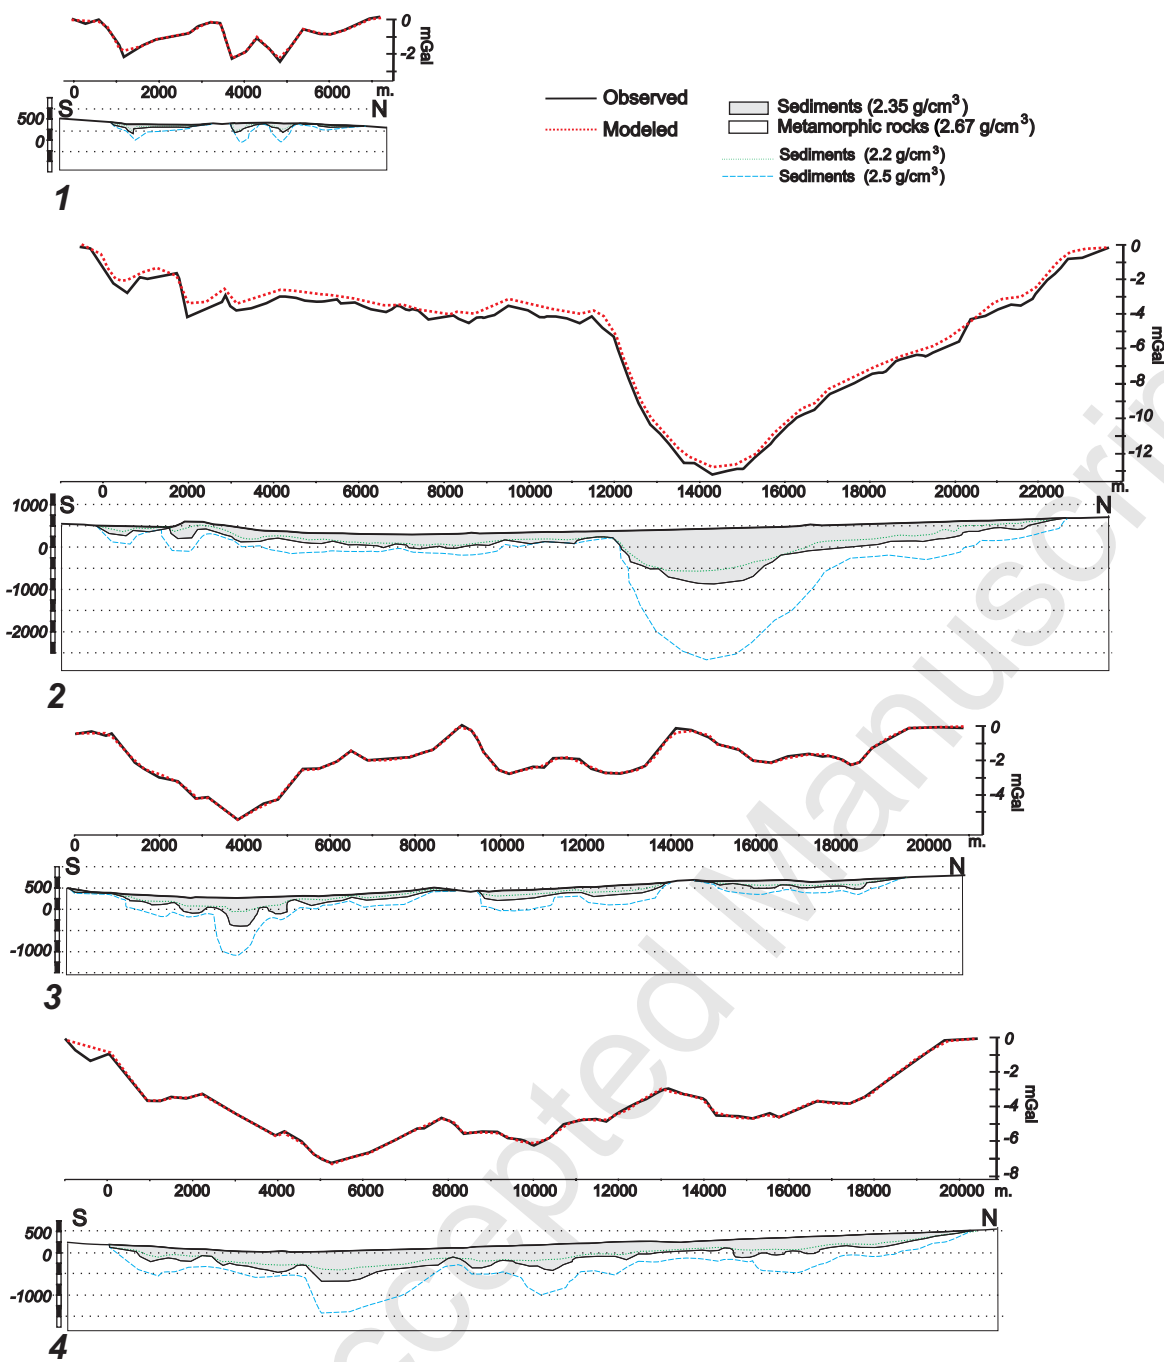 0
mGal
-2
0 2000 4000 6000 m.
S N
500
0
1
Observed
Modeled
Sediments (2.35 g/cm³)
Metamorphic rocks (2.67 g/cm³)
Sediments (2.2 g/cm³)
Sediments (2.5 g/cm³)
0
-2
-4
-6
mGal
-8
-10
-12
S 0 2000 4000 6000 8000 10000 12000 14000 16000 18000 20000 22000 N m.
1000
0
-1000
-2000
2
0
-2
-4
mGal
0 2000 4000 6000 8000 10000 12000 14000 16000 18000 20000 m.
S N
500
0
-1000
3
0
-2
-4
mGal
-6
-8
0 2000 4000 6000 8000 10000 12000 14000 16000 18000 20000 m.
S N
500
0
-1000
4
cepted Manuscrip